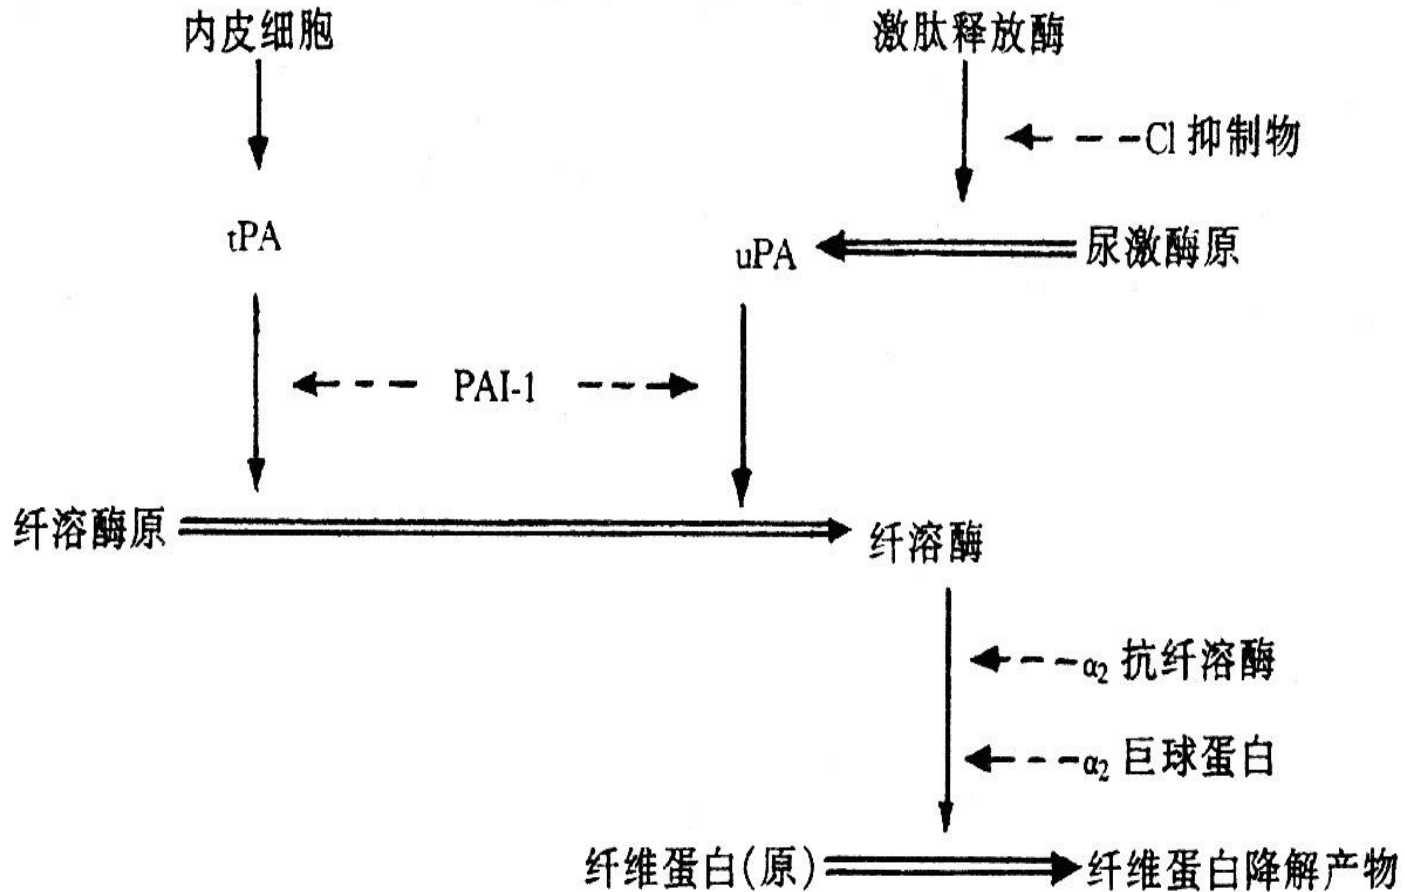 内皮细胞
激肽释放酶
Cl 抑制物
tPA
uPA
尿激酶原
PAI-1
纤溶酶原
纤溶酶
α₂ 抗纤溶酶
α₂ 巨球蛋白
纤维蛋白(原)
纤维蛋白降解产物